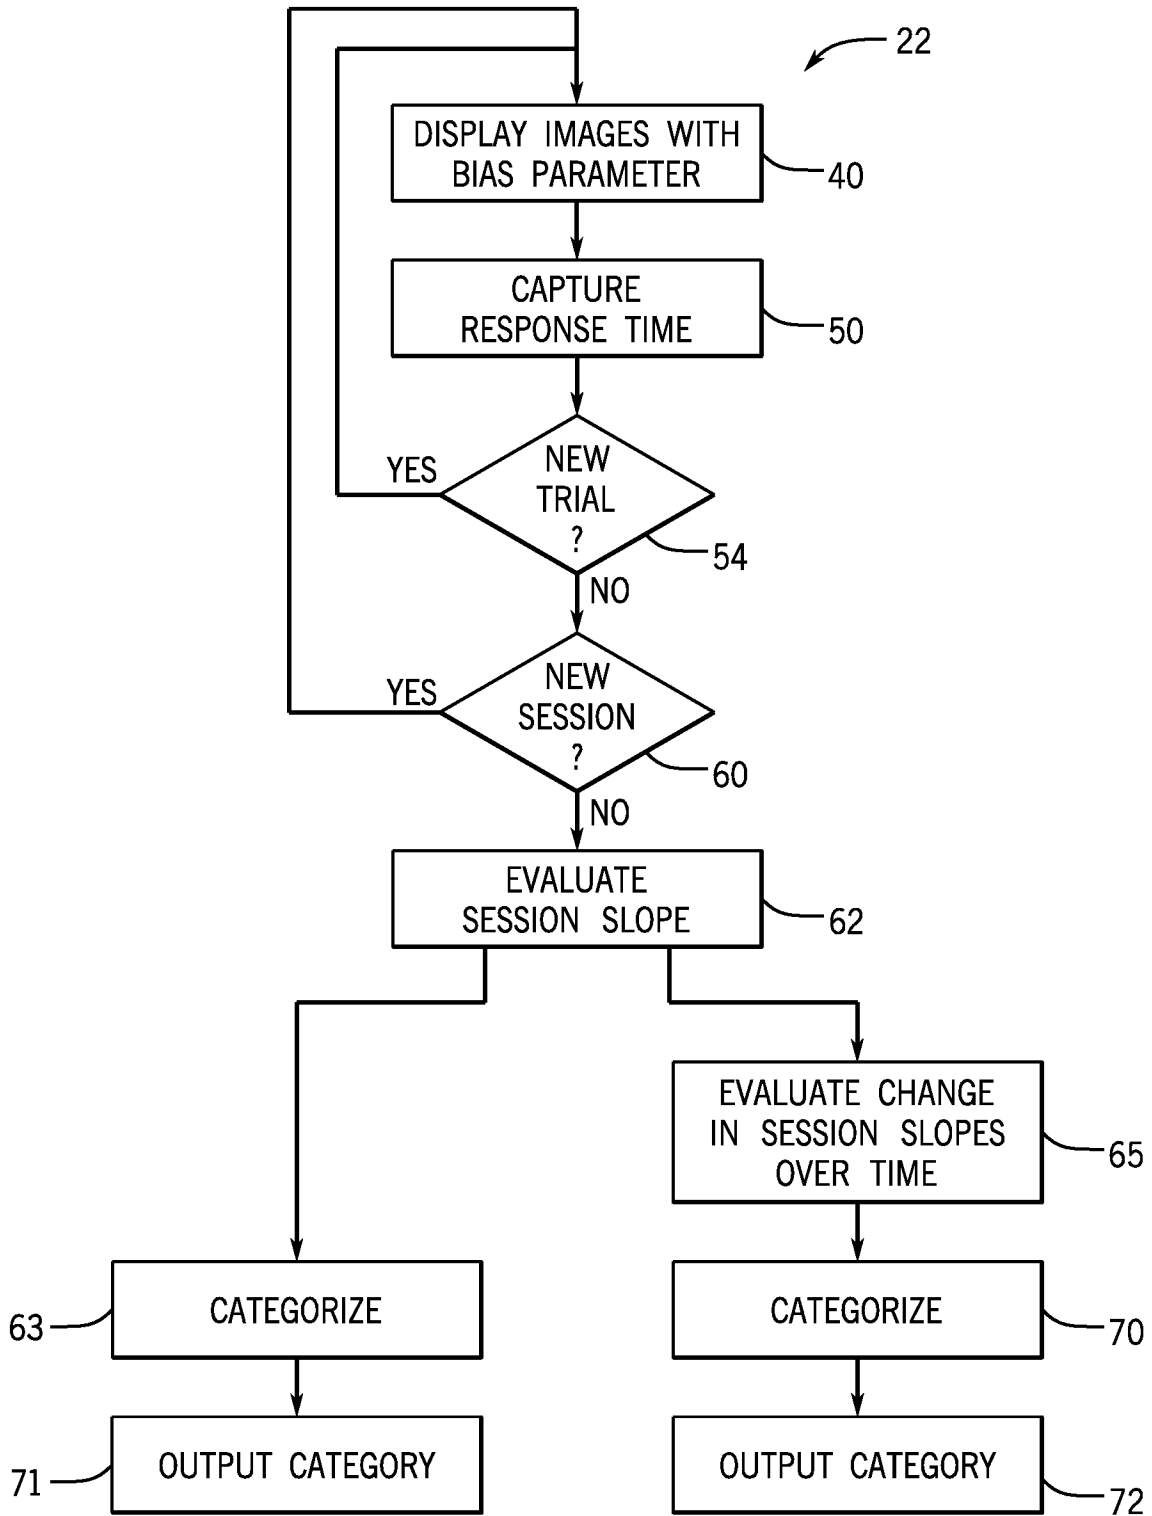 22
DISPLAY IMAGES WITH
BIAS PARAMETER
40
CAPTURE
RESPONSE TIME
50
NEW
TRIAL
?
YES
54
NO
NEW
SESSION
?
YES
60
NO
EVALUATE
SESSION SLOPE
62
EVALUATE CHANGE
IN SESSION SLOPES
OVER TIME
65
CATEGORIZE
63
CATEGORIZE
70
OUTPUT CATEGORY
71
OUTPUT CATEGORY
72